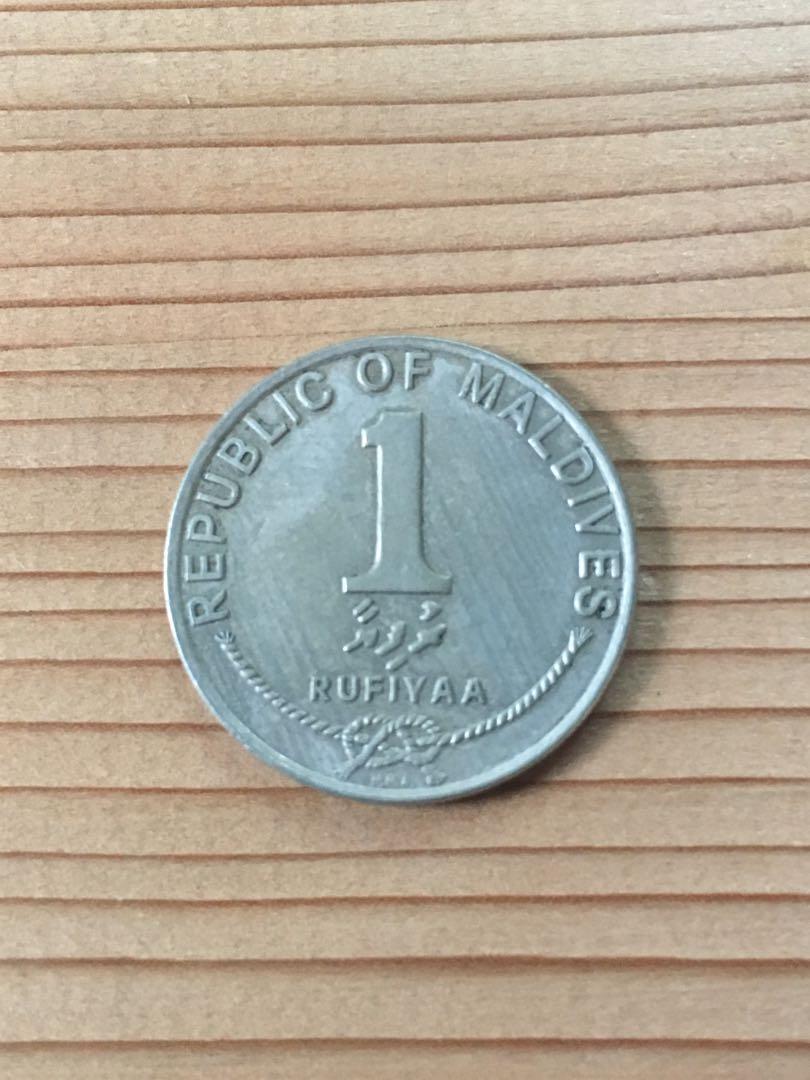 REPUBLIC OF MALDIVES
1
ރުފިޔާ
RUFIYAA